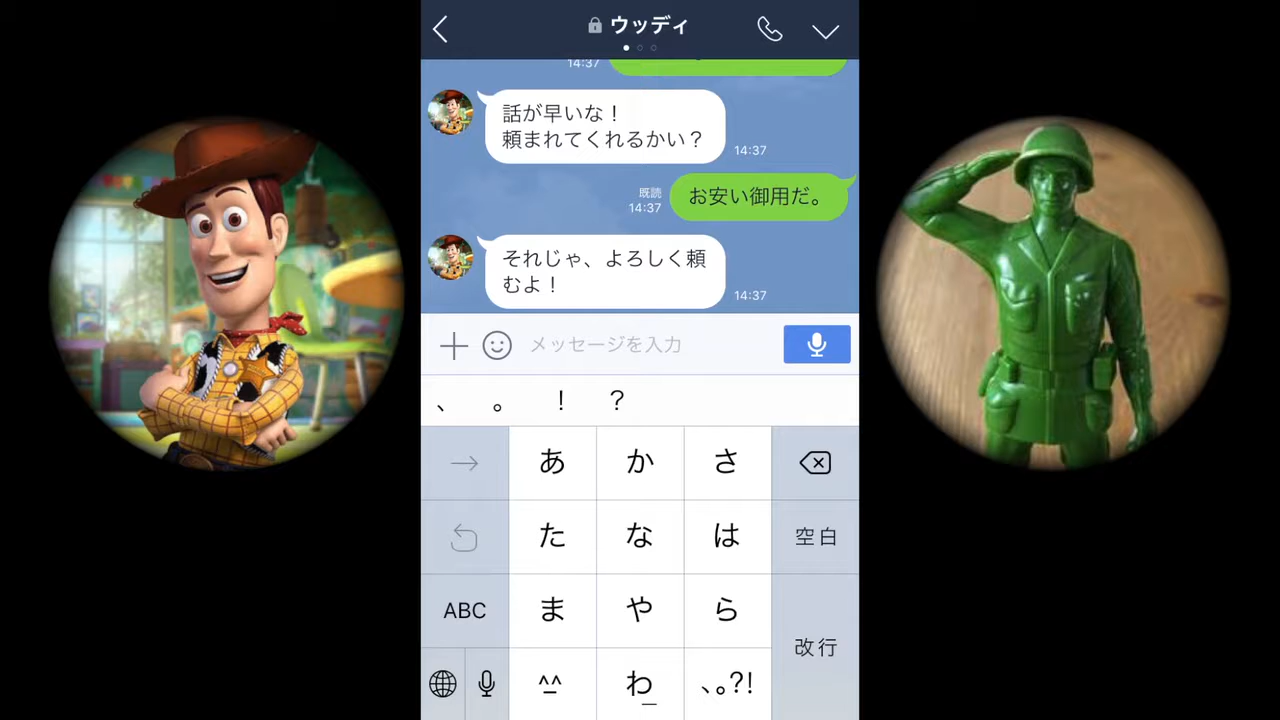 ウッディ
14:37
話が早いな！
頼まれてくれるかい？
14:37
お安い御用だ。
既読
14:37
それじゃ、よろしく頼
むよ！
14:37
メッセージを入力
、 。 ！ ？
→ あ か さ
た な は 空白
ABC ま や ら
改行
^^ わ_ 、。?!